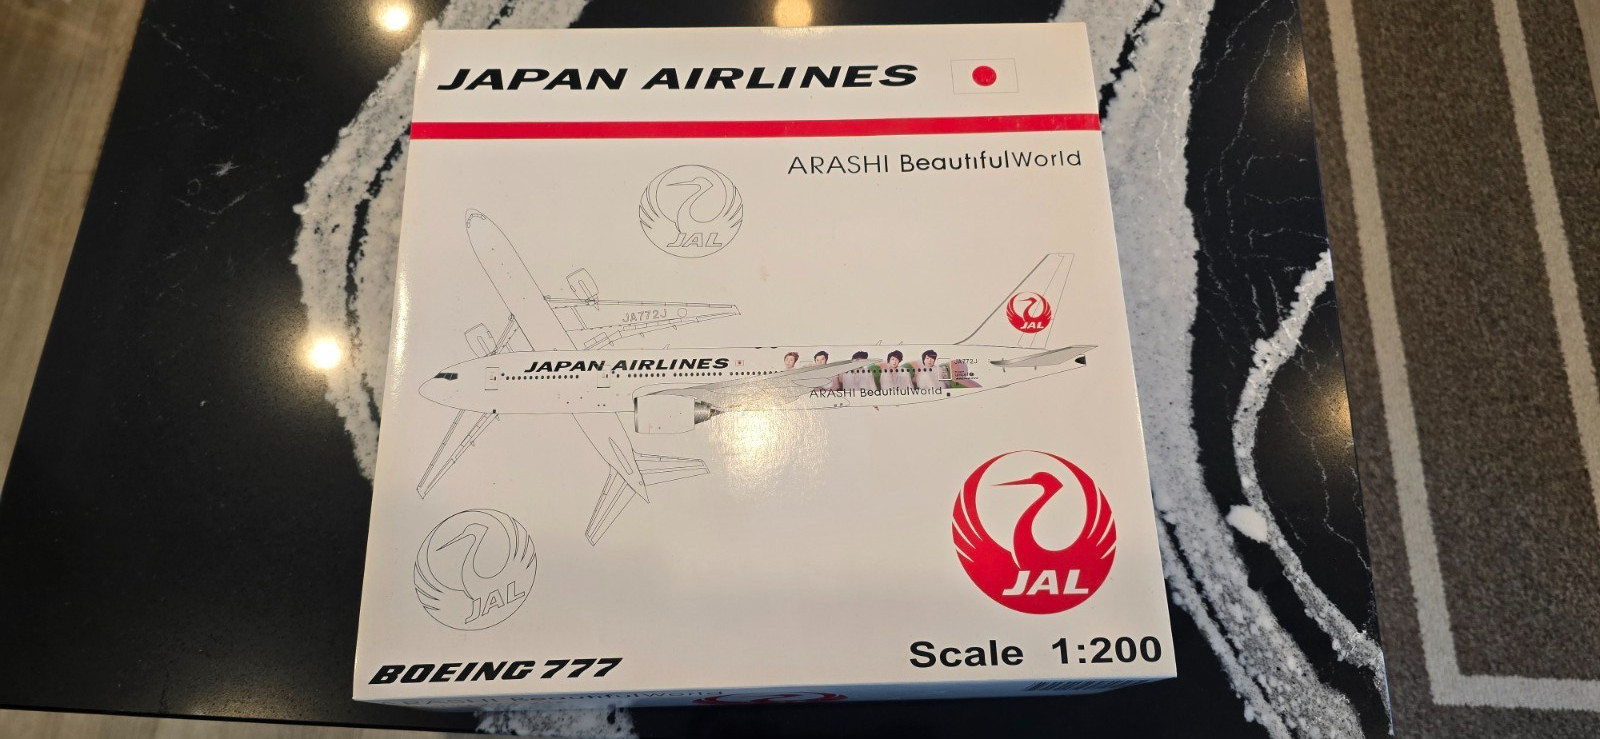 JAPAN AIRLINES
ARASHI BeautifulWorld
JAL
JA772J
JAL
JAPAN AIRLINES
JA772J
ARASHI BeautifulWorld
JAL
JAL
BOEING 777
Scale 1:200
BeautifulWorld